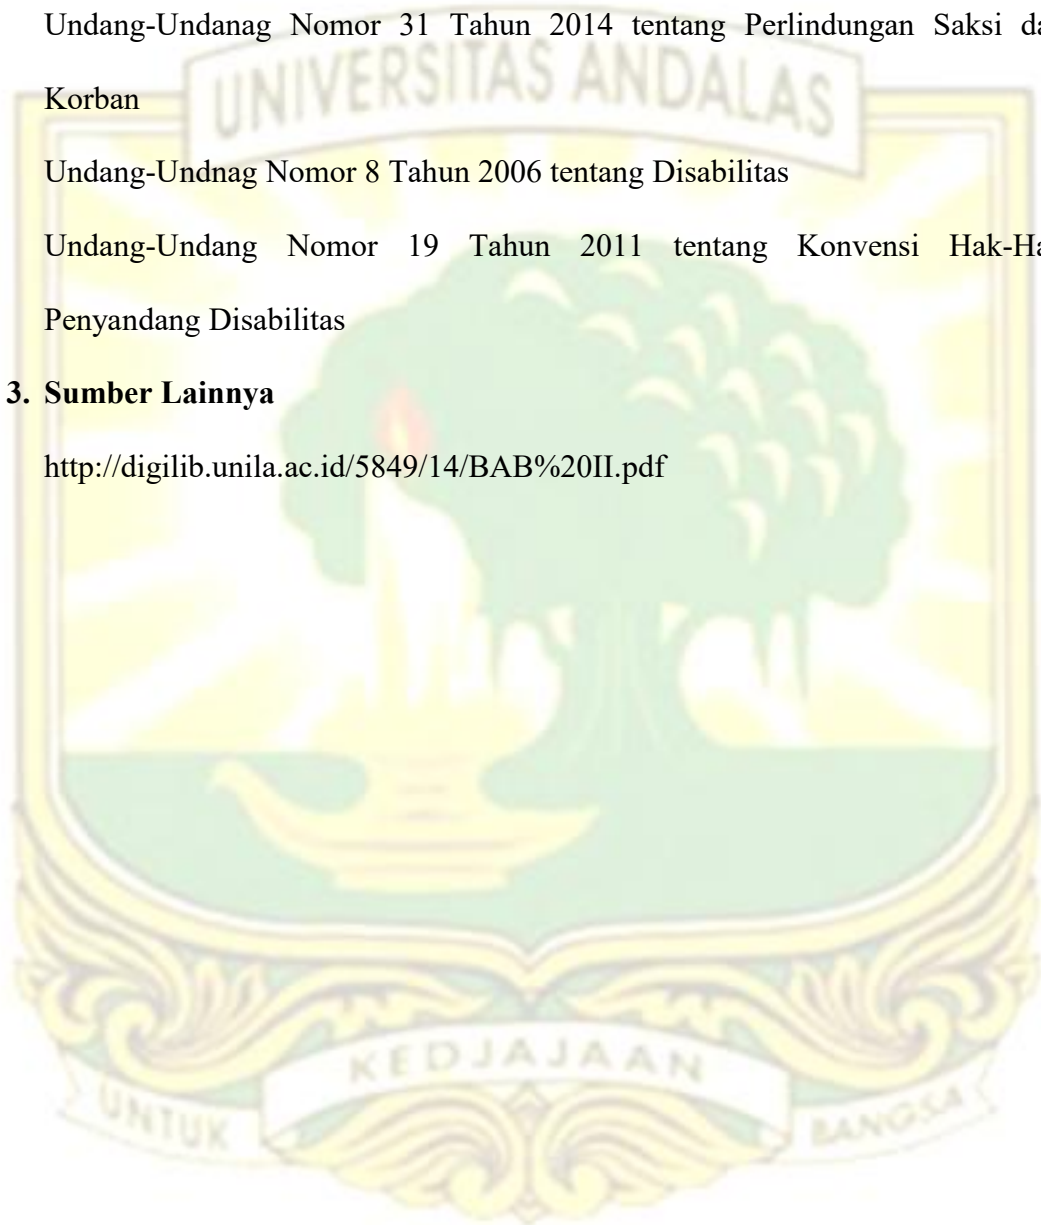 Undang-Undanag Nomor 31 Tahun 2014 tentang Perlindungan Saksi da
Korban
Undang-Undnag Nomor 8 Tahun 2006 tentang Disabilitas
Undang-Undang Nomor 19 Tahun 2011 tentang Konvensi Hak-Ha
Penyandang Disabilitas
3. Sumber Lainnya
http://digilib.unila.ac.id/5849/14/BAB%20II.pdf
UNIVERSITAS ANDALAS
UNTUK KEDJAJAAN BANGSA